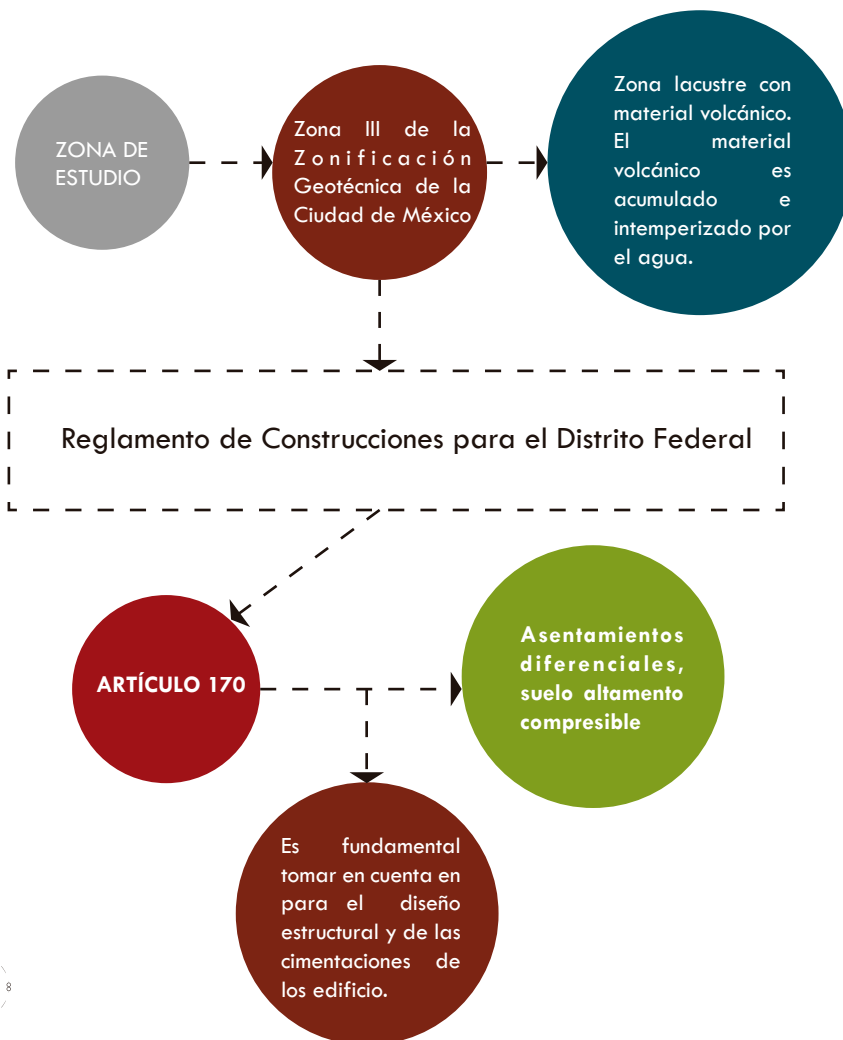 ZONA DE
ESTUDIO
Zona III de la
Zonificación
Geotécnica de la
Ciudad de México
Zona lacustre con
material volcánico.
El material
volcánico es
acumulado e
intemperizado por
el agua.
Reglamento de Construcciones para el Distrito Federal
ARTÍCULO 170
Asentamientos
diferenciales,
suelo altamento
compresible
Es fundamental
tomar en cuenta en
para el diseño
estructural y de las
cimentaciones de
los edificio.
8